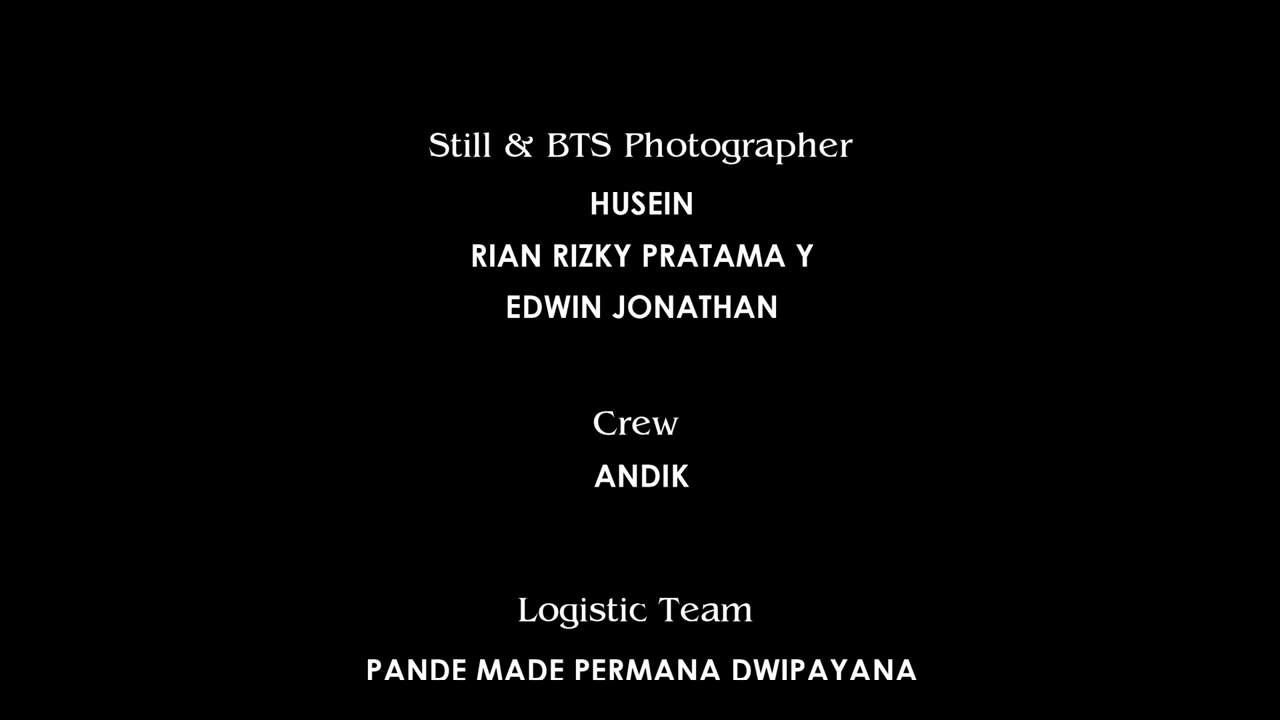 Still & BTS Photographer
HUSEIN
RIAN RIZKY PRATAMA Y
EDWIN JONATHAN
Crew
ANDIK
Logistic Team
PANDE MADE PERMANA DWIPAYANA